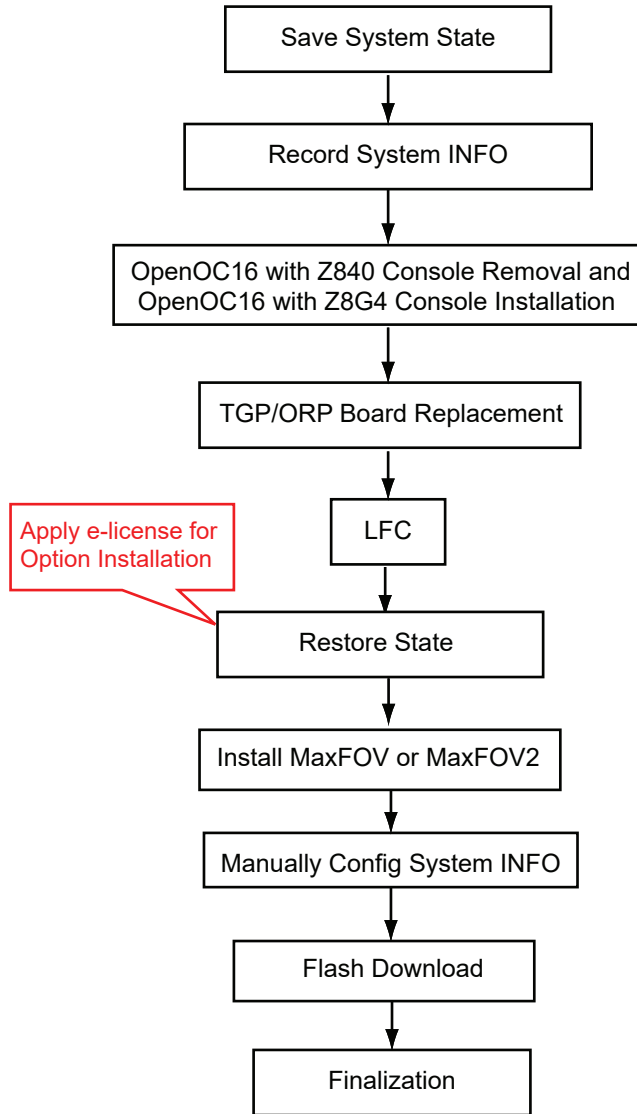 Save System State
Record System INFO
OpenOC16 with Z840 Console Removal and
OpenOC16 with Z8G4 Console Installation
TGP/ORP Board Replacement
LFC
Apply e-license for
Option Installation
Restore State
Install MaxFOV or MaxFOV2
Manually Config System INFO
Flash Download
Finalization